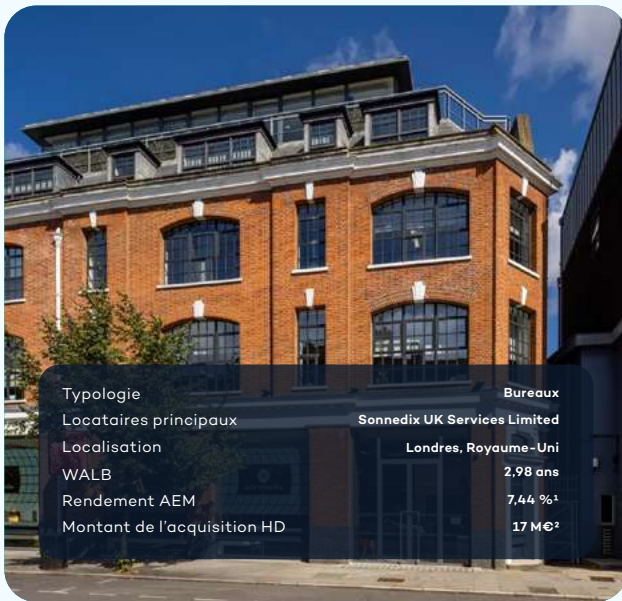 Typologie Bureaux
Locataires principaux Sonnedix UK Services Limited
Localisation Londres, Royaume-Uni
WALB 2,98 ans
Rendement AEM 7,44 %¹
Montant de l'acquisition HD 17 M€²